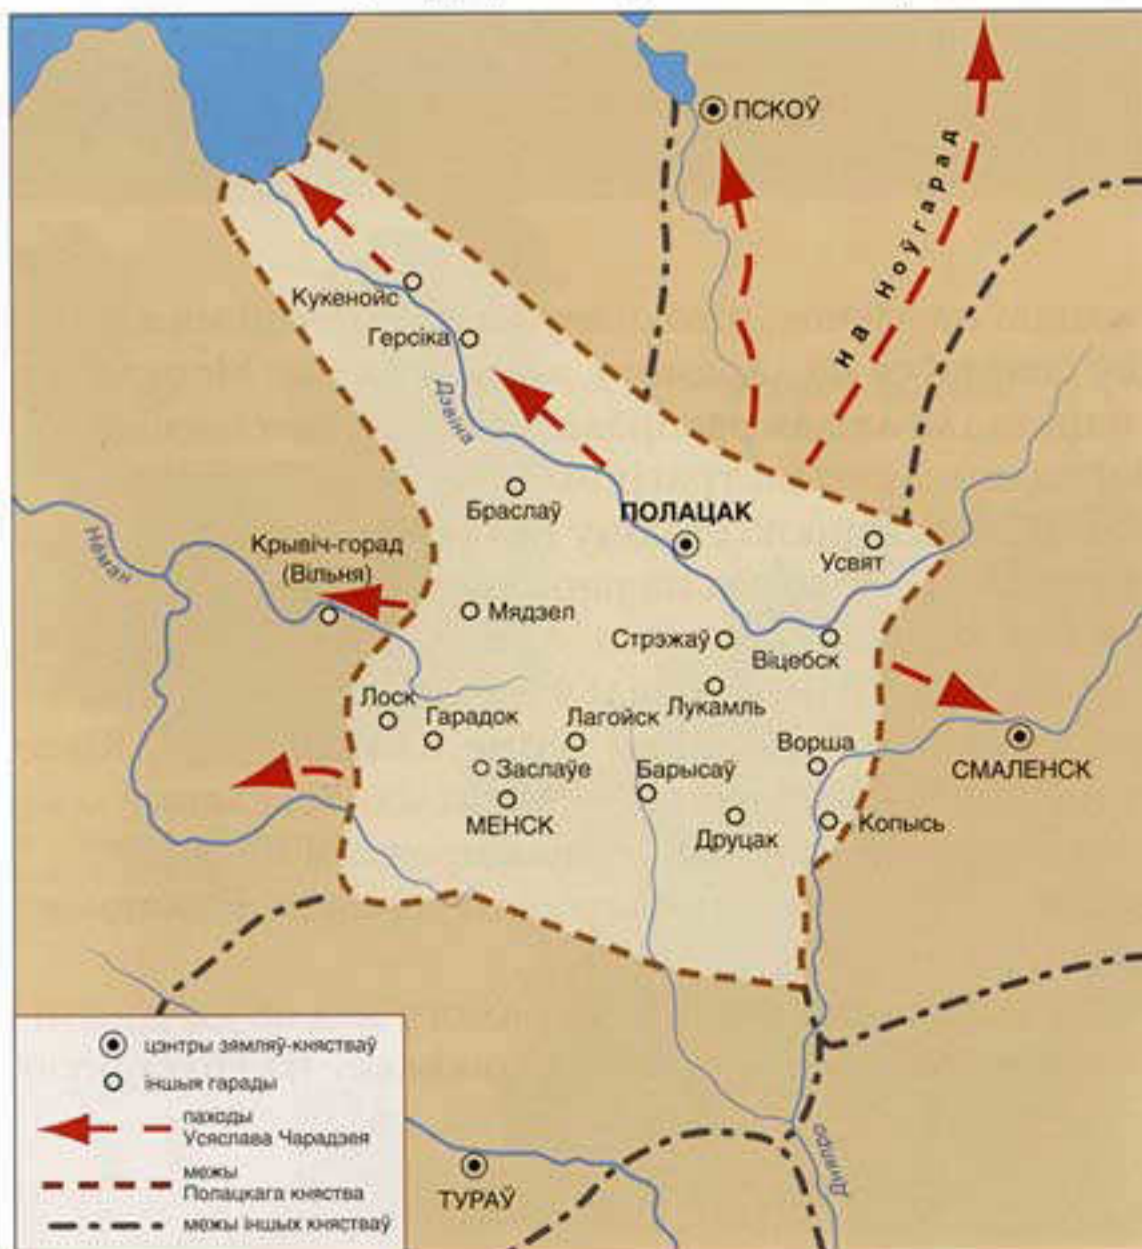 ПСКОЎ
На Ноўгарад
Кукенойс
Герсіка
Дзвіна
Браслаў
ПОЛАЦАК
Усвят
Нёман
Крывіч-горад
(Вільня)
Мядзел
Стрэжаў
Віцебск
Лукамль
Лоск
Гарадок
Лагойск
Ворша
СМАЛЕНСК
Заслаўе
Барысаў
МЕНСК
Друцак
Копысь
Дняпро
ТУРАЎ
цэнтры зямляў-княстваў
іншыя гарады
паходы
Усяслава Чарадзея
межы
Полацкага княства
межы іншых княстваў